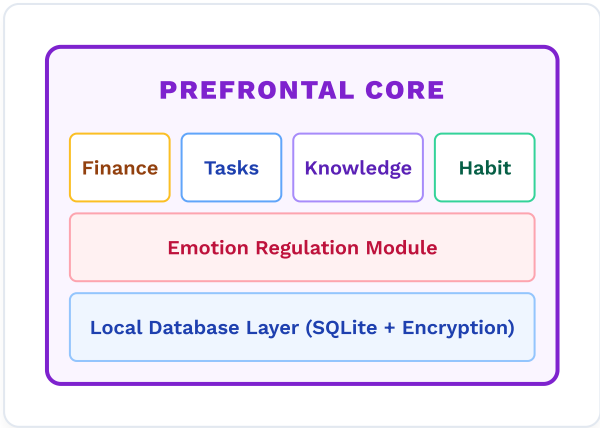 PREFRONTAL CORE
Finance Tasks Knowledge Habit
Emotion Regulation Module
Local Database Layer (SQLite + Encryption)